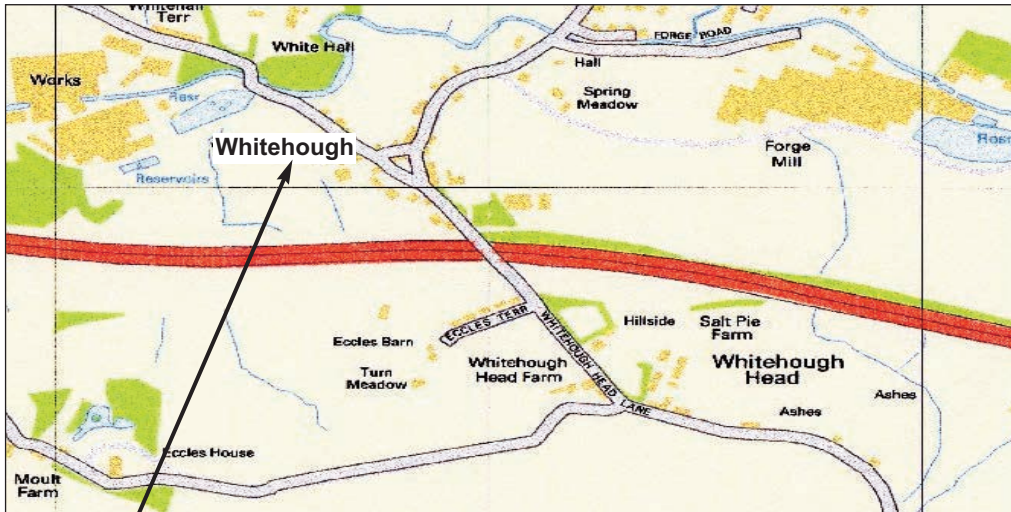 Whitehall
Terr
White Hall
FORGE ROAD
Works
Hall
Resr
Spring
Meadow
Whitehough
Forge
Mill
Resr
Reservoirs
ECCLES TERR
WHITEHOUGH HEAD LANE
Hillside
Salt Pie
Farm
Eccles Barn
Whitehough
Head Farm
Whitehough
Head
Turn
Meadow
Ashes
Ashes
Eccles House
Moult
Farm